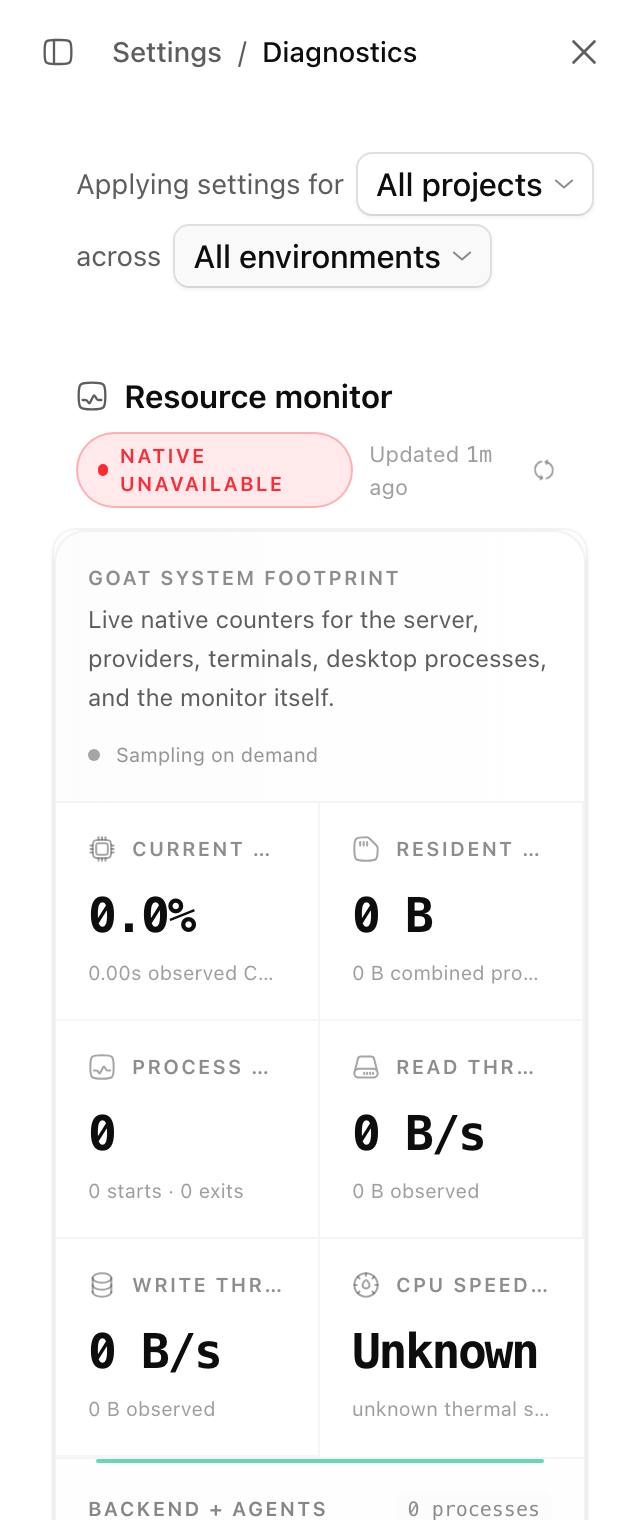 Settings / Diagnostics
Applying settings for All projects
across All environments
Resource monitor
NATIVE
UNAVAILABLE
Updated 1m
ago
GOAT SYSTEM FOOTPRINT
Live native counters for the server,
providers, terminals, desktop processes,
and the monitor itself.
Sampling on demand
CURRENT ...
0.0%
0.00s observed C...
RESIDENT ...
0 B
0 B combined pro...
PROCESS ...
0
0 starts · 0 exits
READ THR...
0 B/s
0 B observed
WRITE THR...
0 B/s
0 B observed
CPU SPEED...
Unknown
unknown thermal s...
BACKEND + AGENTS
0 processes